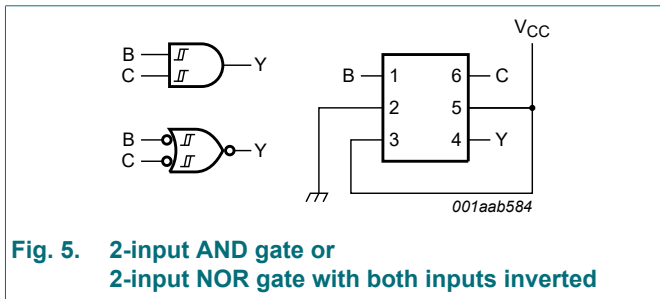 V_CC
B
C
Y
B 1 6 C
2 5
3 4 Y
B
C
Y
001aab584
Fig. 5. 2-input AND gate or
2-input NOR gate with both inputs inverted